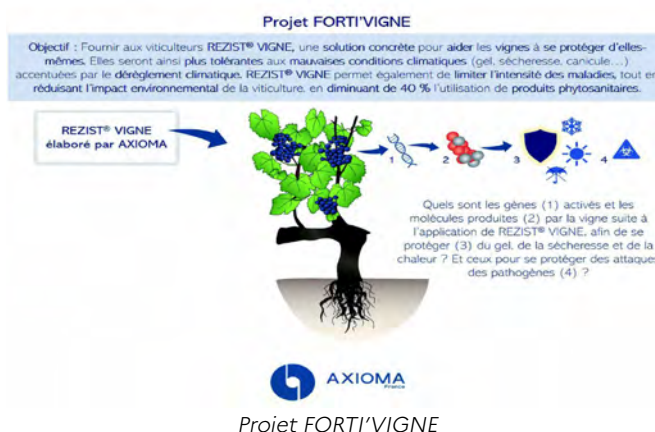 Projet FORTI'VIGNE
Objectif : Fournir aux viticulteurs REZIST® VIGNE, une solution concrète pour aider les vignes à se protéger d'elles-
mêmes. Elles seront ainsi plus tolérantes aux mauvaises conditions climatiques (gel, sécheresse, canicule...)
accentuées par le dérèglement climatique. REZIST® VIGNE permet également de limiter l'intensité des maladies, tout en
réduisant l'impact environnemental de la viticulture, en diminuant de 40 % l'utilisation de produits phytosanitaires.
REZIST® VIGNE
élaboré par AXIOMA
1 2 3 4
Quels sont les gènes (1) activés et les
molécules produites (2) par la vigne suite à
l'application de REZIST® VIGNE, afin de se
protéger (3) du gel, de la sécheresse et de la
chaleur ? Et ceux pour se protéger des attaques
des pathogènes (4) ?
AXIOMA
France
Projet FORTI'VIGNE